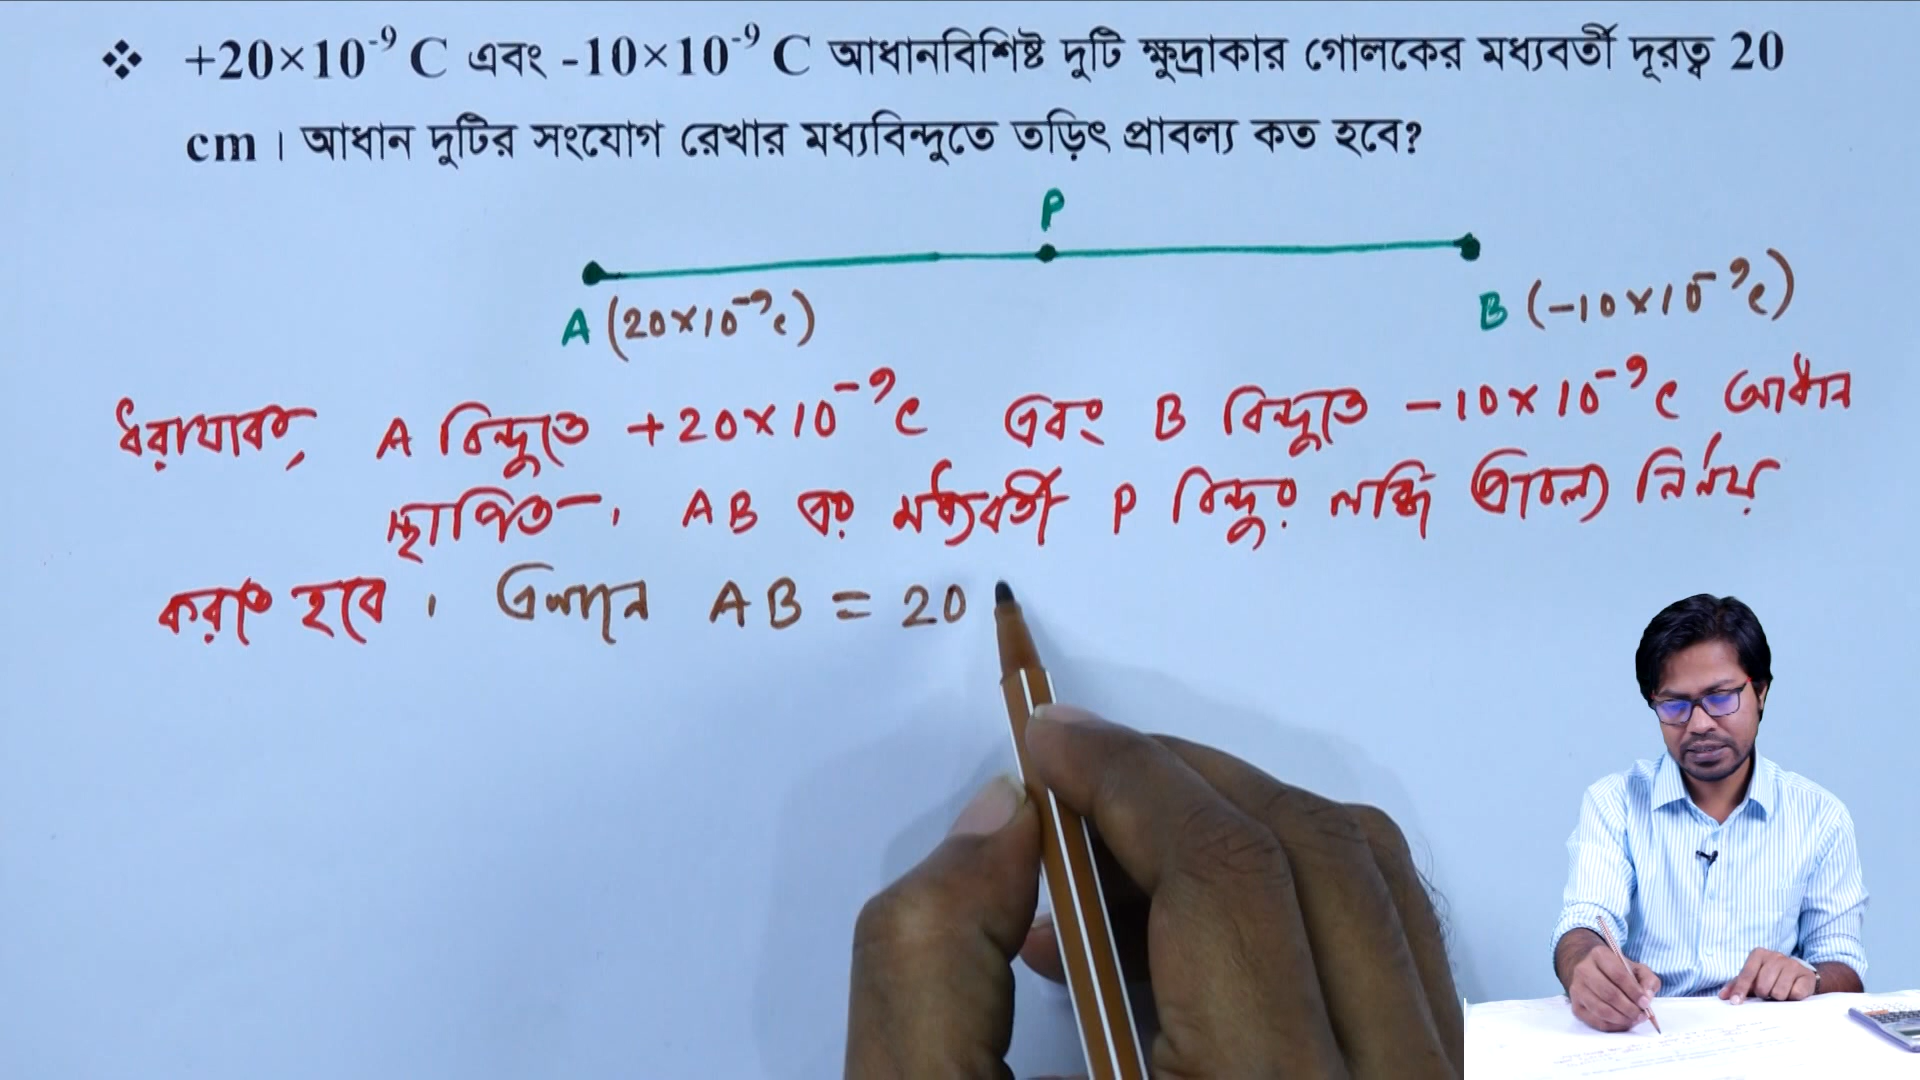 ❖ +20×10⁻⁹ C এবং -10×10⁻⁹ C আধানবিশিষ্ট দুটি ক্ষুদ্রাকার গোলকের মধ্যবর্তী দূরত্ব 20
cm । আধান দুটির সংযোগ রেখার মধ্যবিন্দুতে তড়িৎ প্রাবল্য কত হবে?
P
A (20×10⁻⁹c) B (-10×10⁻⁹c)
ধরাযাক, A বিন্দুতে +20×10⁻⁹c এবং B বিন্দুতে -10×10⁻⁹c আধান
স্থাপিত । AB এর মধ্যবর্তী P বিন্দুর লব্ধি প্রাবল্য নির্ণয়
করতে হবে । এখানে AB = 20